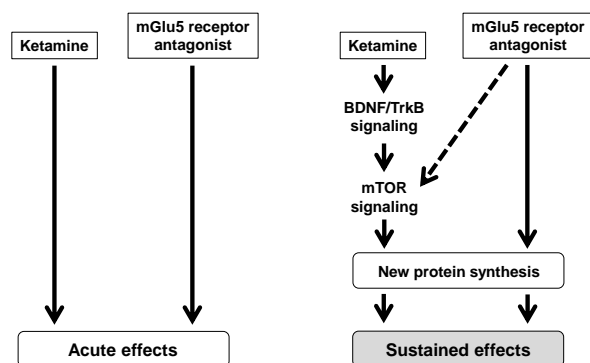 Ketamine
mGlu5 receptor
antagonist
Acute effects
Ketamine
mGlu5 receptor
antagonist
BDNF/TrkB
signaling
mTOR
signaling
New protein synthesis
Sustained effects